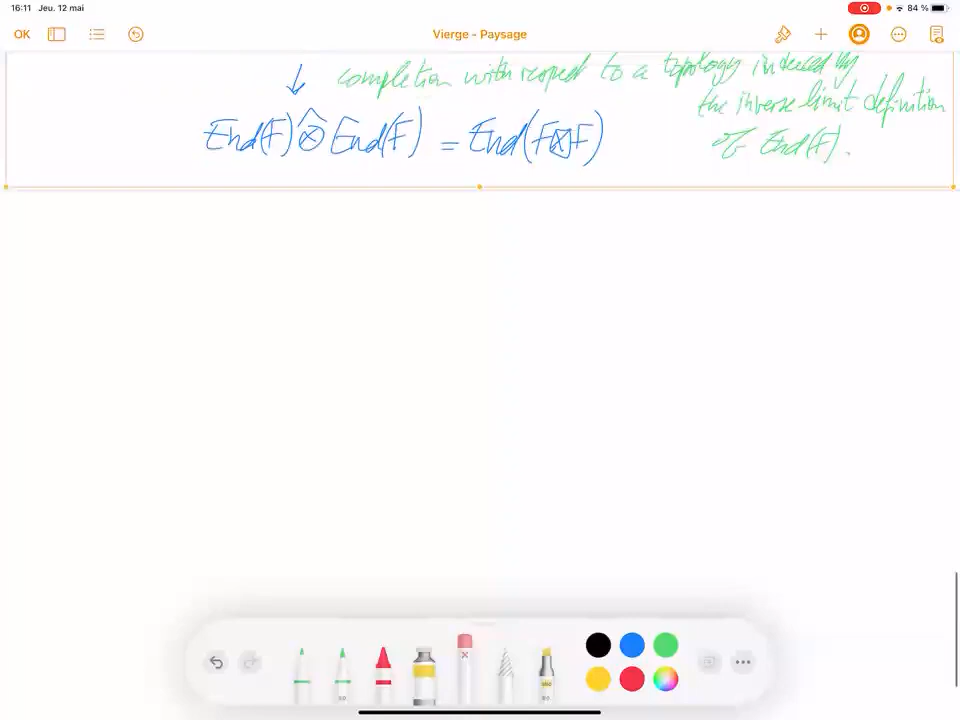 16:11 Jeu. 12 mai 84 %
OK Vierge - Paysage
↓ completion with respect to a topology induced by
the inverse limit definition
of End(F).
End(F) ⊗̂ End(F) = End(F⊠F)